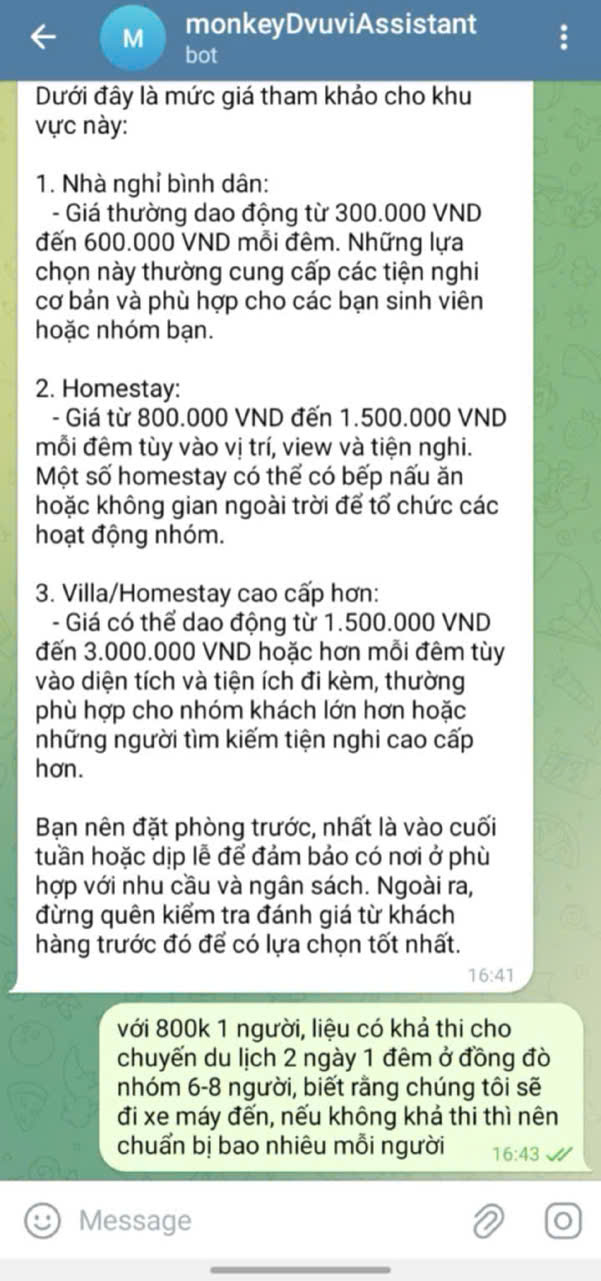 M
monkeyDvuviAssistant
bot
Dưới đây là mức giá tham khảo cho khu
vực này:
1. Nhà nghỉ bình dân:
- Giá thường dao động từ 300.000 VND
đến 600.000 VND mỗi đêm. Những lựa
chọn này thường cung cấp các tiện nghi
cơ bản và phù hợp cho các bạn sinh viên
hoặc nhóm bạn.
2. Homestay:
- Giá từ 800.000 VND đến 1.500.000 VND
mỗi đêm tùy vào vị trí, view và tiện nghi.
Một số homestay có thể có bếp nấu ăn
hoặc không gian ngoài trời để tổ chức các
hoạt động nhóm.
3. Villa/Homestay cao cấp hơn:
- Giá có thể dao động từ 1.500.000 VND
đến 3.000.000 VND hoặc hơn mỗi đêm tùy
vào diện tích và tiện ích đi kèm, thường
phù hợp cho nhóm khách lớn hơn hoặc
những người tìm kiếm tiện nghi cao cấp
hơn.
Bạn nên đặt phòng trước, nhất là vào cuối
tuần hoặc dịp lễ để đảm bảo có nơi ở phù
hợp với nhu cầu và ngân sách. Ngoài ra,
đừng quên kiểm tra đánh giá từ khách
hàng trước đó để có lựa chọn tốt nhất.
16:41
với 800k 1 người, liệu có khả thi cho
chuyến du lịch 2 ngày 1 đêm ở đồng đò
nhóm 6-8 người, biết rằng chúng tôi sẽ
đi xe máy đến, nếu không khả thi thì nên
chuẩn bị bao nhiêu mỗi người
16:43
Message